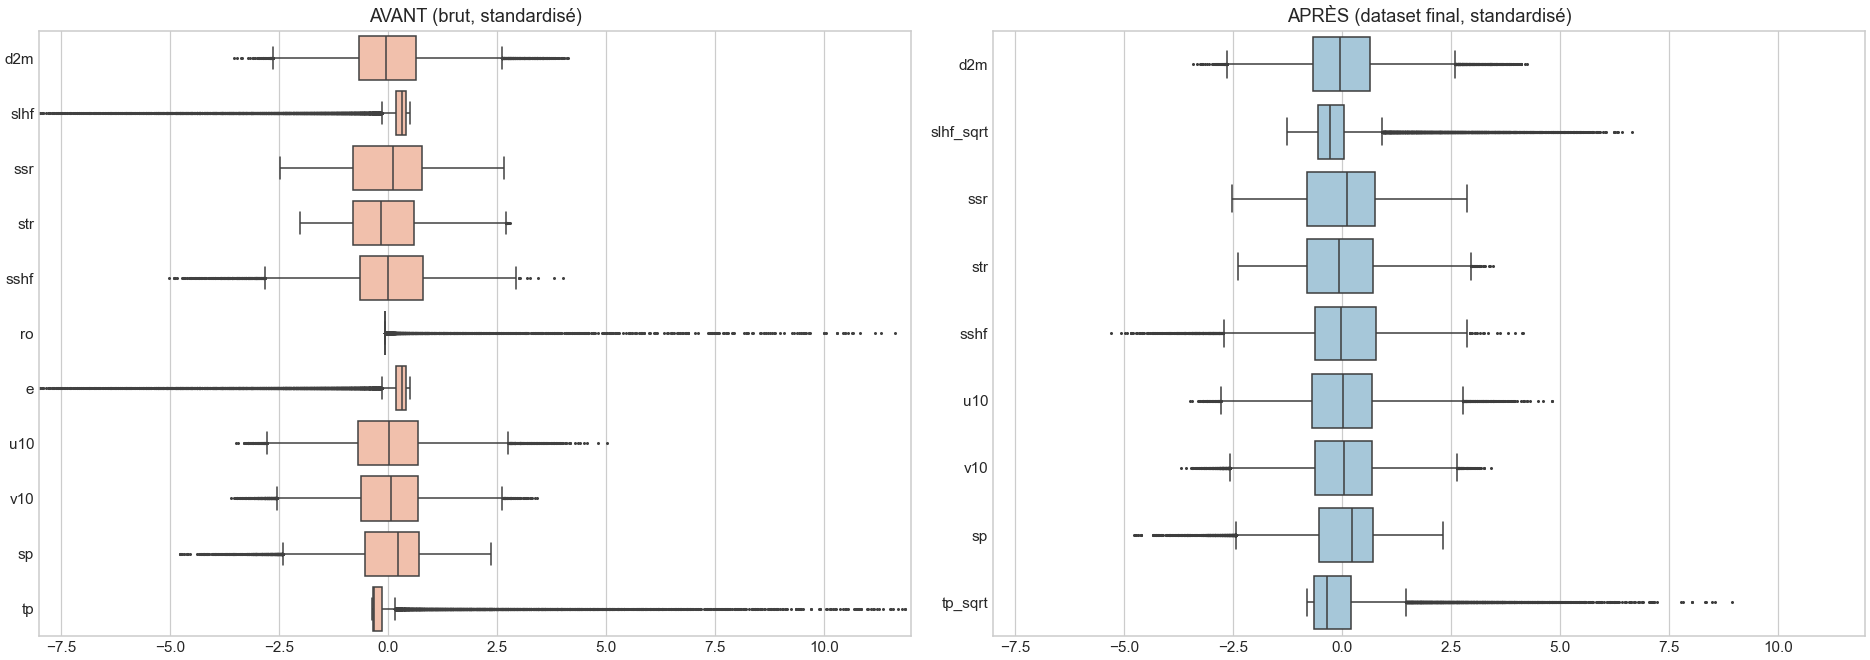 AVANT (brut, standardisé)
d2m
slhf
ssr
str
sshf
ro
e
u10
v10
sp
tp
−7.5 −5.0 −2.5 0.0 2.5 5.0 7.5 10.0
APRÈS (dataset final, standardisé)
d2m
slhf_sqrt
ssr
str
sshf
u10
v10
sp
tp_sqrt
−7.5 −5.0 −2.5 0.0 2.5 5.0 7.5 10.0